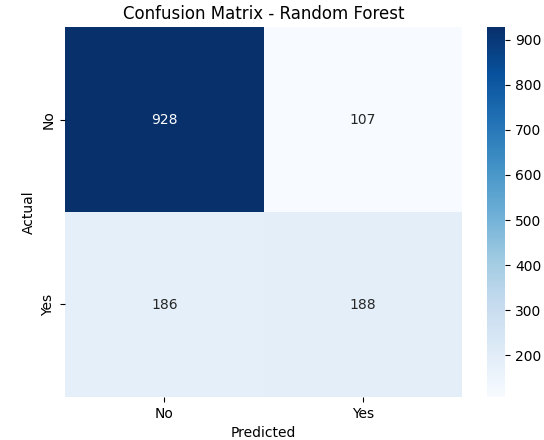 Confusion Matrix - Random Forest
Actual
No
Yes
928
107
186
188
No
Yes
Predicted
900
800
700
600
500
400
300
200